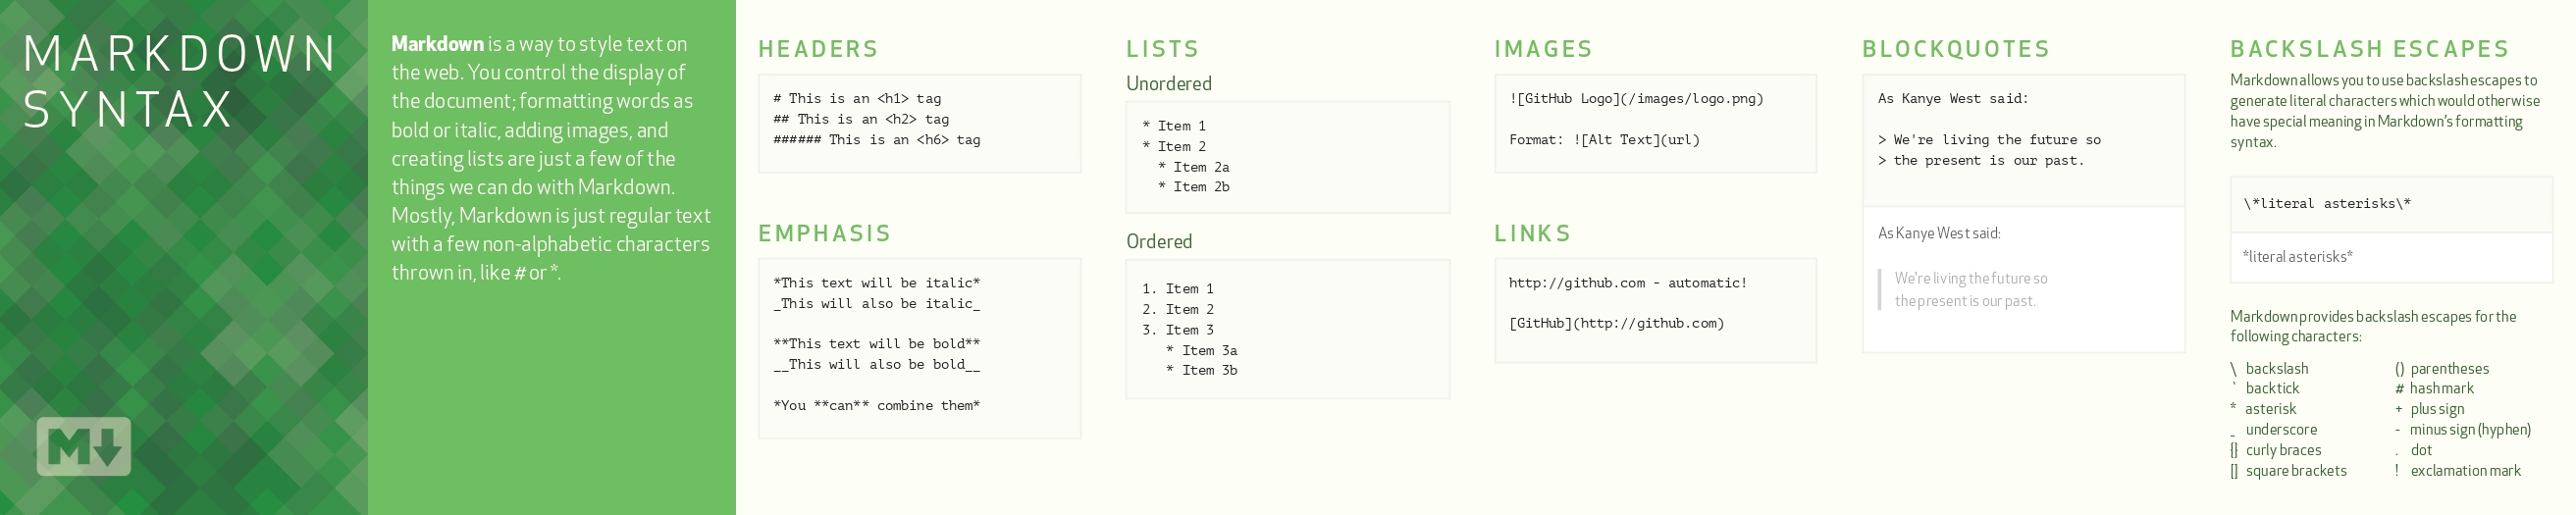 MARKDOWN
SYNTAX
M
Markdown is a way to style text on
the web. You control the display of
the document; formatting words as
bold or italic, adding images, and
creating lists are just a few of the
things we can do with Markdown.
Mostly, Markdown is just regular text
with a few non-alphabetic characters
thrown in, like # or *.
HEADERS
# This is an <h1> tag
## This is an <h2> tag
###### This is an <h6> tag
EMPHASIS
*This text will be italic*
_This will also be italic_
**This text will be bold**
__This will also be bold__
*You **can** combine them*
LISTS
Unordered
* Item 1
* Item 2
  * Item 2a
  * Item 2b
Ordered
1. Item 1
2. Item 2
3. Item 3
   * Item 3a
   * Item 3b
IMAGES
![GitHub Logo](/images/logo.png)
Format: ![Alt Text](url)
LINKS
http://github.com - automatic!
[GitHub](http://github.com)
BLOCKQUOTES
As Kanye West said:
> We're living the future so
> the present is our past.
As Kanye West said:
We're living the future so
the present is our past.
BACKSLASH ESCAPES
Markdown allows you to use backslash escapes to
generate literal characters which would otherwise
have special meaning in Markdown's formatting
syntax.
\*literal asterisks\*
*literal asterisks*
Markdown provides backslash escapes for the
following characters:
\ backslash
` backtick
* asterisk
_ underscore
{} curly braces
[] square brackets
() parentheses
# hash mark
+ plus sign
- minus sign (hyphen)
. dot
! exclamation mark